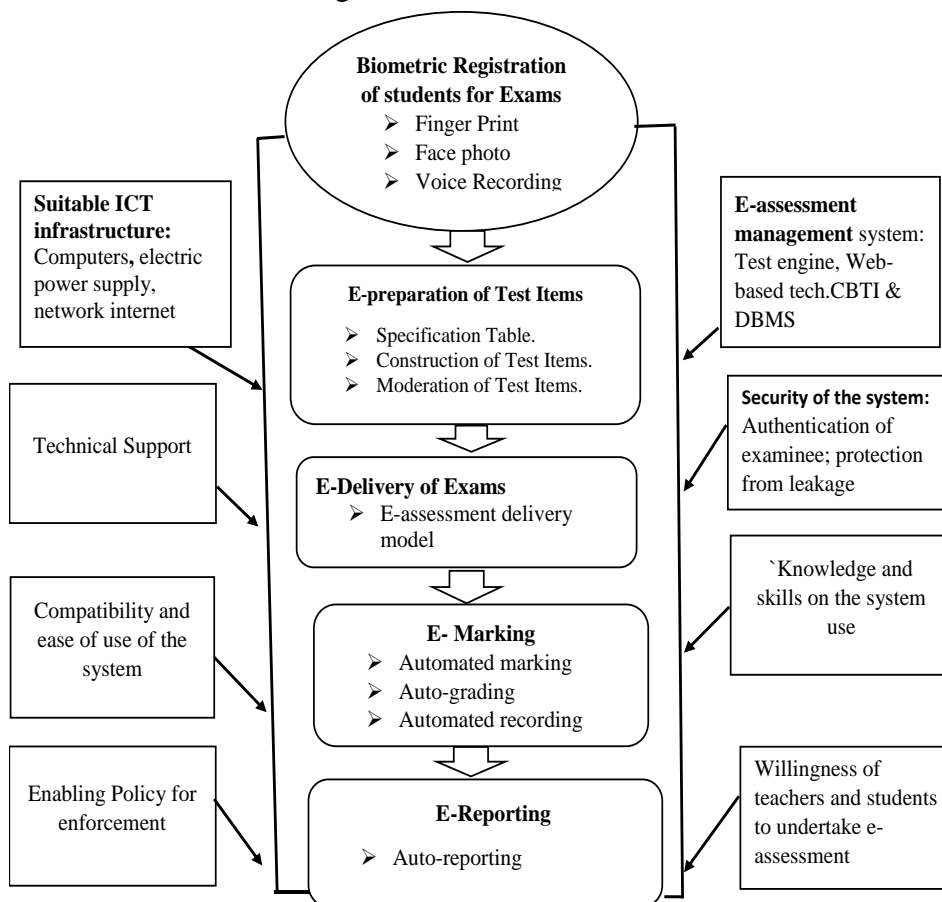 Biometric Registration
of students for Exams
➢ Finger Print
➢ Face photo
➢ Voice Recording
Suitable ICT
infrastructure:
Computers, electric
power supply,
network internet
E-assessment
management system:
Test engine, Web-
based tech.CBTI &
DBMS
E-preparation of Test Items
➢ Specification Table.
➢ Construction of Test Items.
➢ Moderation of Test Items.
Technical Support
Security of the system:
Authentication of
examinee; protection
from leakage
E-Delivery of Exams
➢ E-assessment delivery
model
Compatibility and
ease of use of the
system
`Knowledge and
skills on the system
use
E- Marking
➢ Automated marking
➢ Auto-grading
➢ Automated recording
Enabling Policy for
enforcement
Willingness of
teachers and students
to undertake e-
assessment
E-Reporting
➢ Auto-reporting